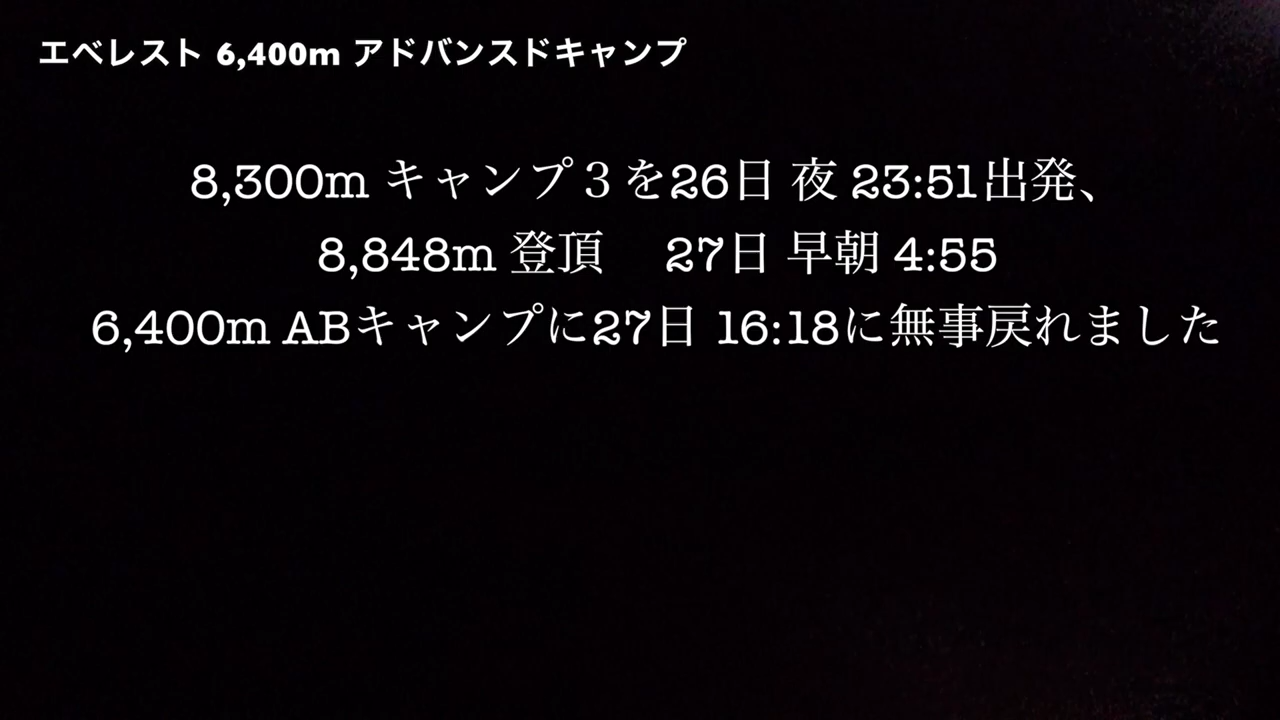 エベレスト 6,400m アドバンスドキャンプ
8,300m キャンプ３を26日 夜 23:51出発、
8,848m 登頂　 27日 早朝 4:55
6,400m ABキャンプに27日 16:18に無事戻れました